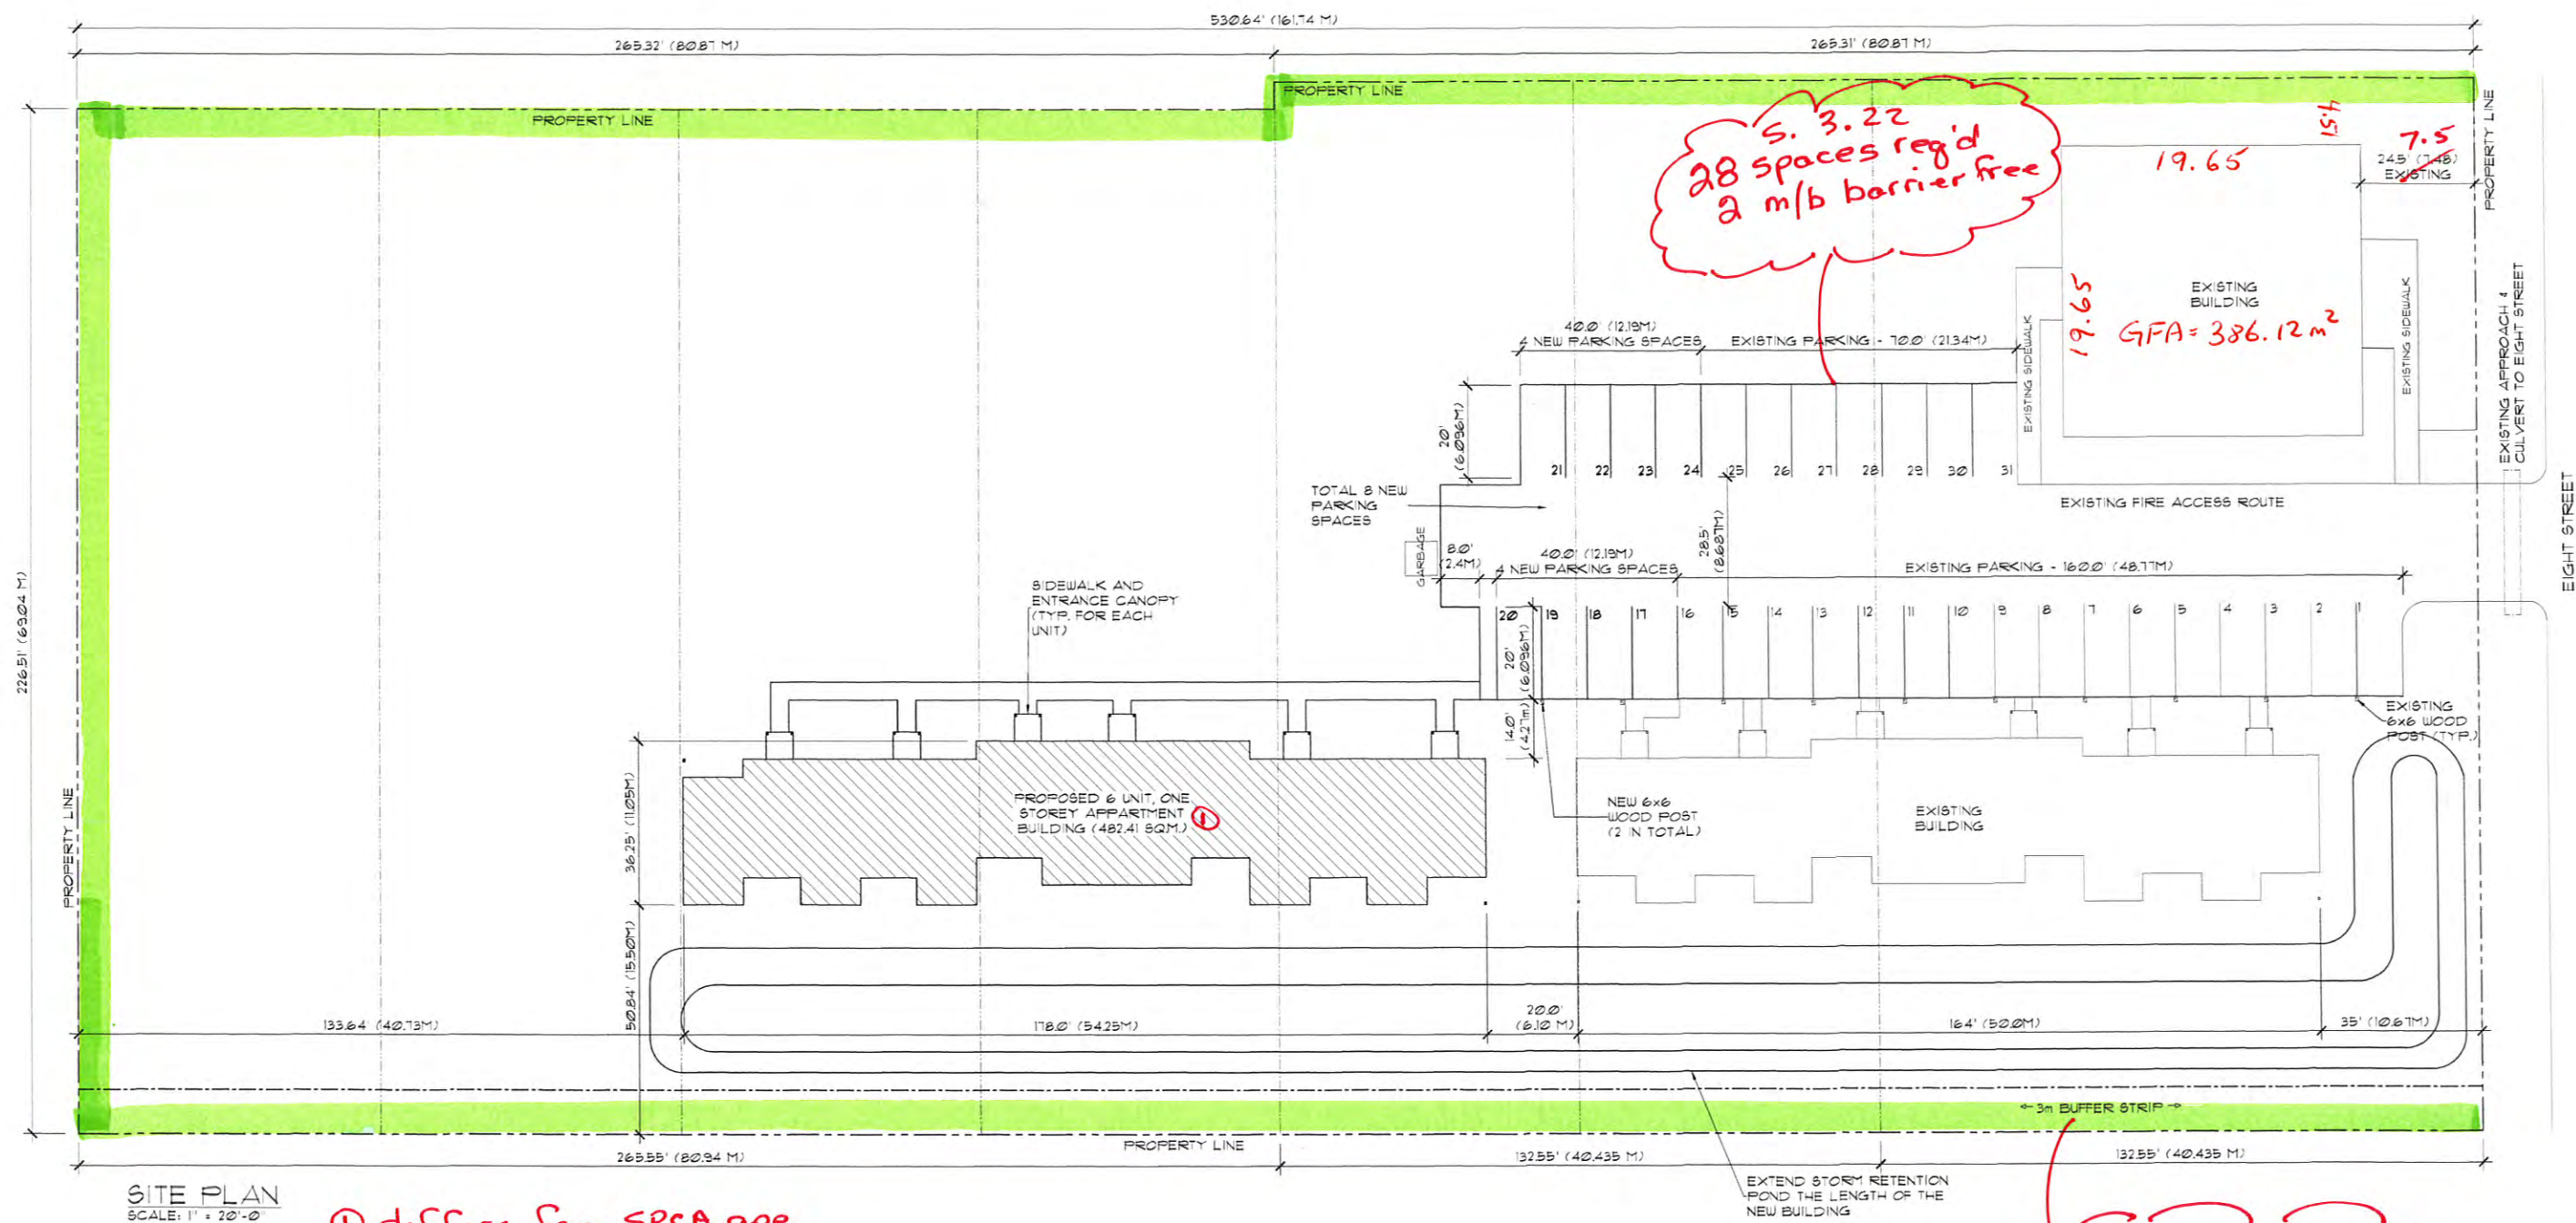 530.64' (161.74 M)
265.32' (80.87 M)
265.31' (80.87 M)
PROPERTY LINE
PROPERTY LINE
PROPERTY LINE
S. 3.22
28 spaces req'd
2 m/b barrier free
4.51
7.5
24.5' (7.48)
EXISTING
19.65
19.65
EXISTING
BUILDING
GFA = 386.12 m²
EXISTING SIDEWALK
EXISTING SIDEWALK
EXISTING APPROACH &
CULVERT TO EIGHT STREET
EIGHT STREET
40.0' (12.19M)
4 NEW PARKING SPACES
EXISTING PARKING - 70.0' (21.34M)
20'
(6.096M)
21 22 23 24 25 26 27 28 29 30 31
TOTAL 8 NEW
PARKING
SPACES
EXISTING FIRE ACCESS ROUTE
GARBAGE
8.0'
(2.4M)
40.0' (12.19M)
4 NEW PARKING SPACES
28.5'
(8.687M)
EXISTING PARKING - 160.0' (48.77M)
20 19 18 17 16 15 14 13 12 11 10 9 8 7 6 5 4 3 2 1
SIDEWALK AND
ENTRANCE CANOPY
(TYP. FOR EACH
UNIT)
226.51' (69.04 M)
20'
(6.096M)
14.0'
(4.27m)
EXISTING
6x6 WOOD
POST (TYP.)
PROPERTY LINE
36.25' (11.05M)
PROPOSED 6 UNIT, ONE
STOREY APPARTMENT
BUILDING (482.41 SQ.M.) 1
NEW 6x6
WOOD POST
(2 IN TOTAL)
EXISTING
BUILDING
50.84' (15.50M)
133.64' (40.73M)
178.0' (54.25M)
20.0'
(6.10 M)
164' (50.0M)
35' (10.67M)
3m BUFFER STRIP
PROPERTY LINE
265.55' (80.94 M)
132.55' (40.435 M)
132.55' (40.435 M)
EXTEND STORM RETENTION
POND THE LENGTH OF THE
NEW BUILDING
SITE PLAN
SCALE: 1" = 20'-0"